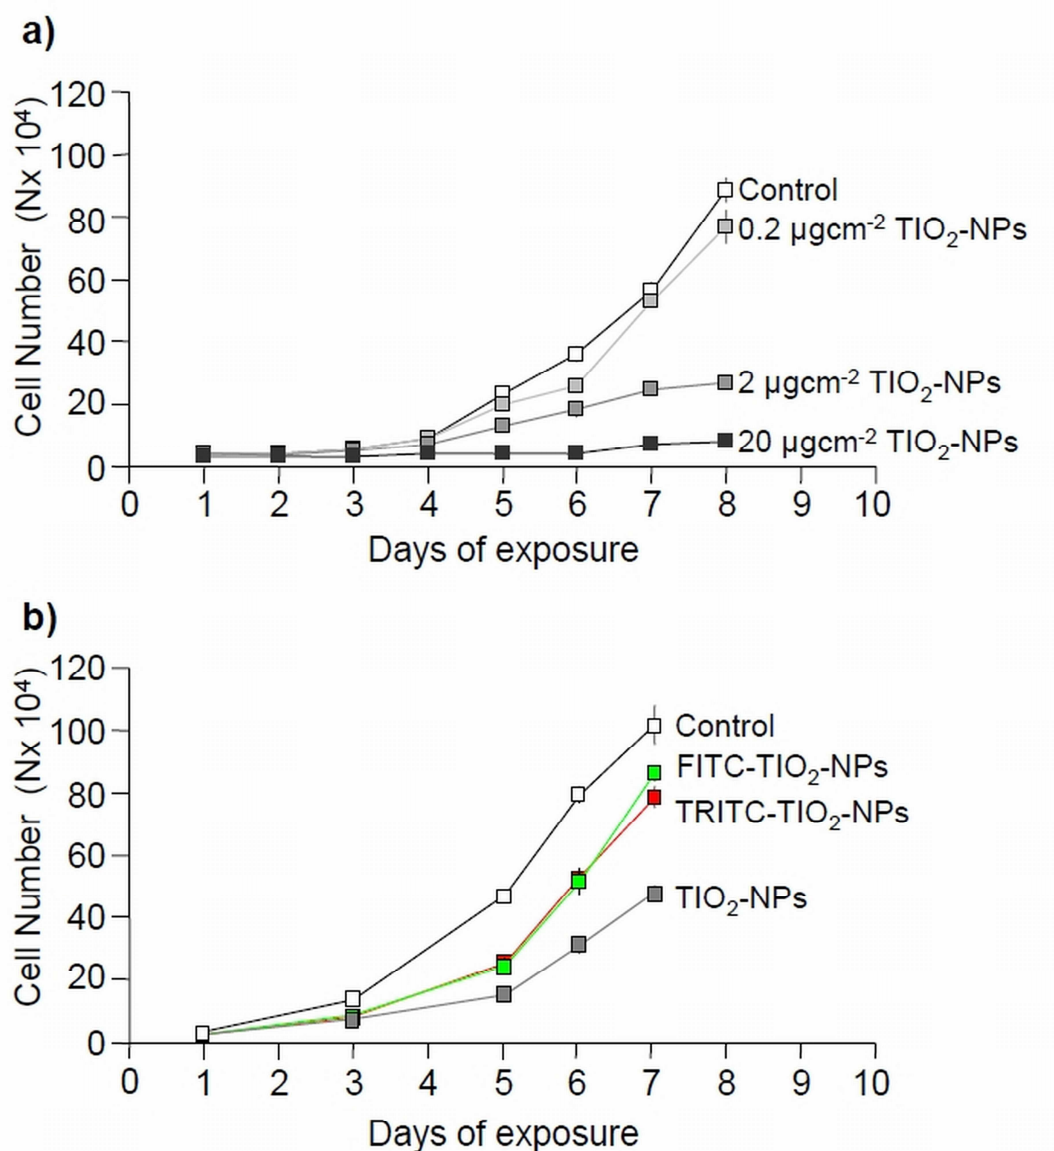 a)
Cell Number (Nx 10⁴)
120
100
80
60
40
20
0
Control
0.2 µgcm⁻² TIO₂-NPs
2 µgcm⁻² TIO₂-NPs
20 µgcm⁻² TIO₂-NPs
0 1 2 3 4 5 6 7 8 9 10
Days of exposure
b)
Cell Number (Nx 10⁴)
120
100
80
60
40
20
0
Control
FITC-TIO₂-NPs
TRITC-TIO₂-NPs
TIO₂-NPs
0 1 2 3 4 5 6 7 8 9 10
Days of exposure